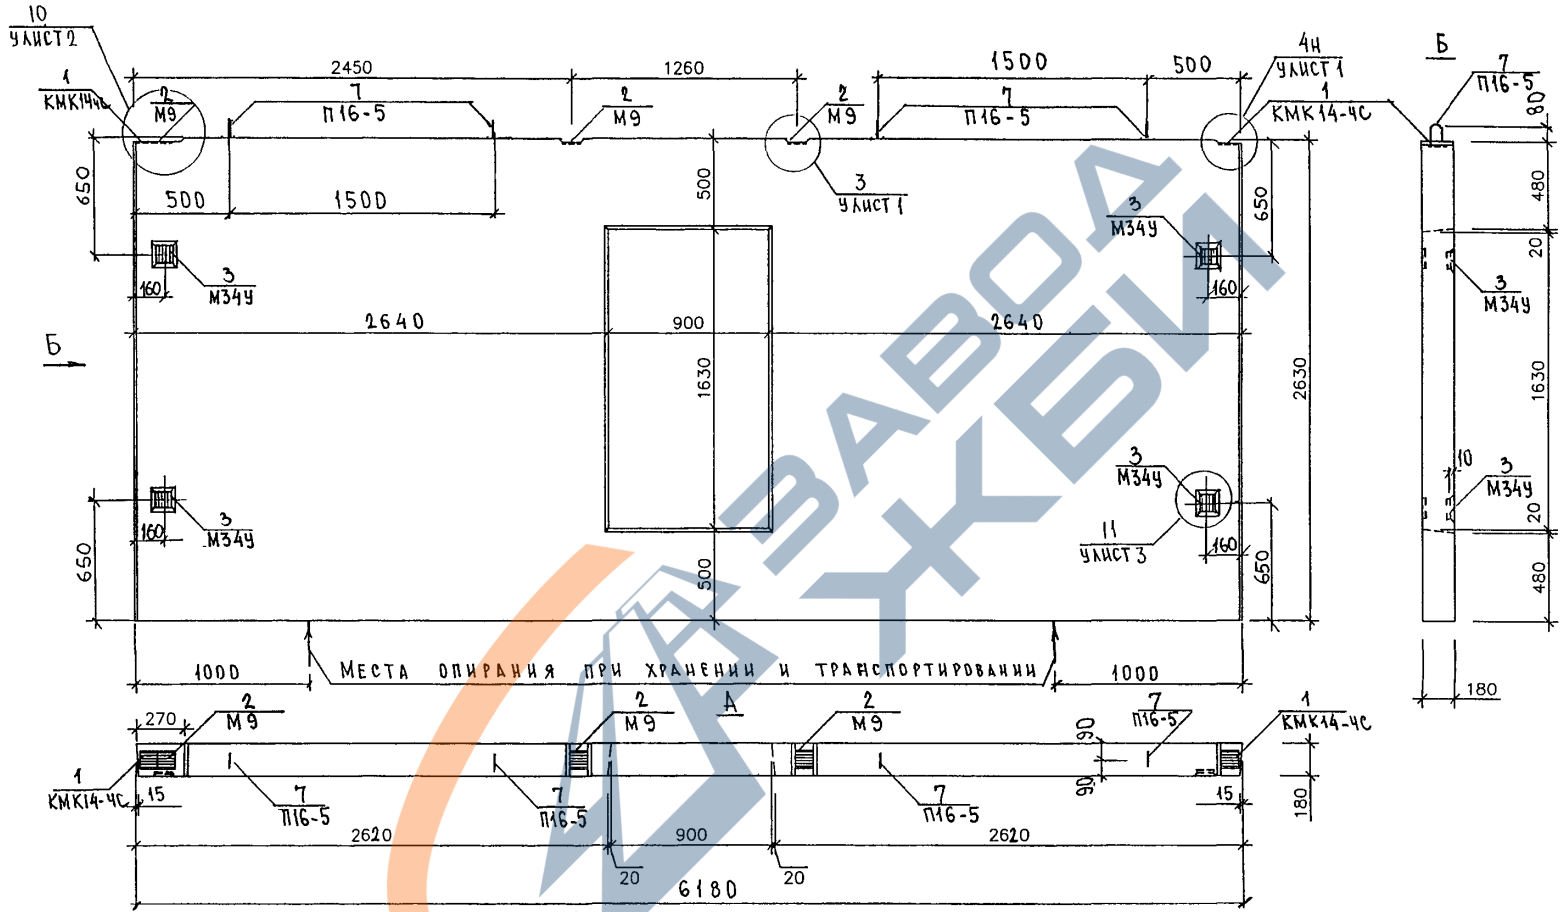 10
УЛИСТ 2
2450
1260
1500
500
4Н
УЛИСТ 1
Б
1
КМК14-4С
2
М9
7
П16-5
2
М9
2
М9
7
П16-5
1
КМК14-4С
7
П16-5
80
650
500
1500
500
3
УЛИСТ 1
3
М34У
650
480
20
3
М34У
160
3
М34У
160
2640
900
2640
Б
1630
2630
1630
3
М34У
160
650
500
3
М34У
11
УЛИСТ 3
160
650
10
3
М34У
20
480
1000
МЕСТА ОПИРАНИЯ ПРИ ХРАНЕНИИ И ТРАНСПОРТИРОВАНИИ
1000
180
270
2
М9
2
М9
А
2
М9
7
П16-5
90
90
1
КМК14-4С
1
КМК14-4С
15
7
П16-5
7
П16-5
7
П16-5
15
180
2620
900
2620
20
20
6180
ЗАВОД
ЖБИ